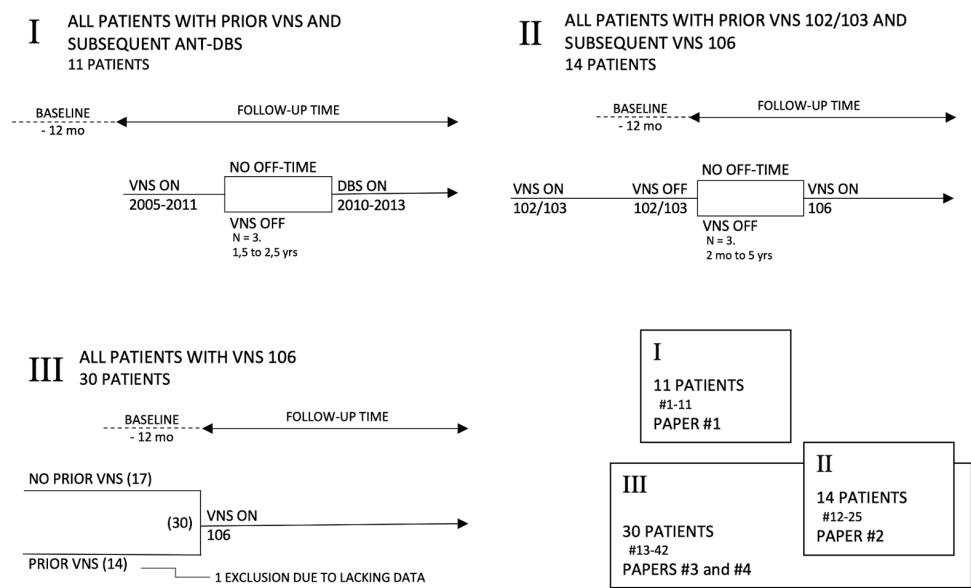 I
ALL PATIENTS WITH PRIOR VNS AND
SUBSEQUENT ANT-DBS
11 PATIENTS
BASELINE
- 12 mo
FOLLOW-UP TIME
NO OFF-TIME
VNS ON
2005-2011
DBS ON
2010-2013
VNS OFF
N = 3.
1,5 to 2,5 yrs
II
ALL PATIENTS WITH PRIOR VNS 102/103 AND
SUBSEQUENT VNS 106
14 PATIENTS
BASELINE
- 12 mo
FOLLOW-UP TIME
NO OFF-TIME
VNS ON
102/103
VNS OFF
102/103
VNS ON
106
VNS OFF
N = 3.
2 mo to 5 yrs
III
ALL PATIENTS WITH VNS 106
30 PATIENTS
BASELINE
- 12 mo
FOLLOW-UP TIME
NO PRIOR VNS (17)
(30)
VNS ON
106
PRIOR VNS (14)
1 EXCLUSION DUE TO LACKING DATA
I
11 PATIENTS
#1-11
PAPER #1
II
14 PATIENTS
#12-25
PAPER #2
III
30 PATIENTS
#13-42
PAPERS #3 and #4